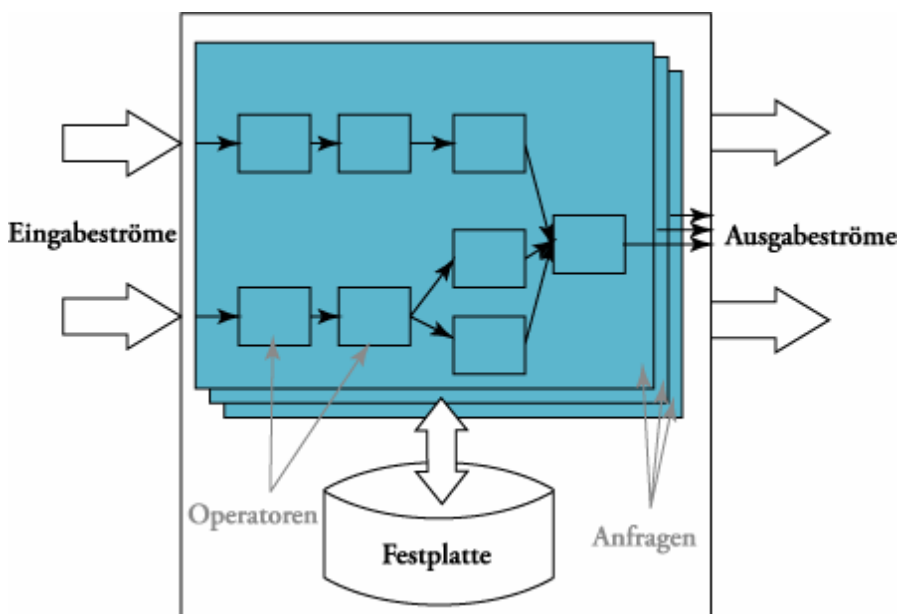 Eingabeströme
Ausgabeströme
Operatoren
Anfragen
Festplatte